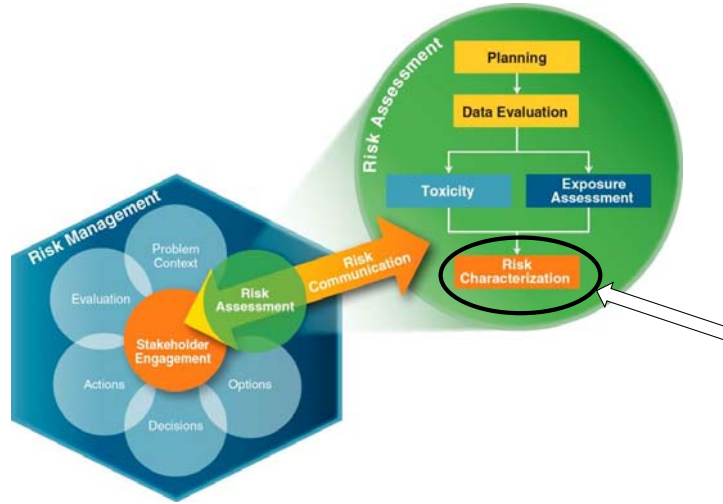 Risk Assessment
Planning
Data Evaluation
Toxicity
Exposure
Assessment
Risk
Characterization
Risk Management
Problem
Context
Evaluation
Risk
Assessment
Risk
Communication
Stakeholder
Engagement
Actions
Options
Decisions